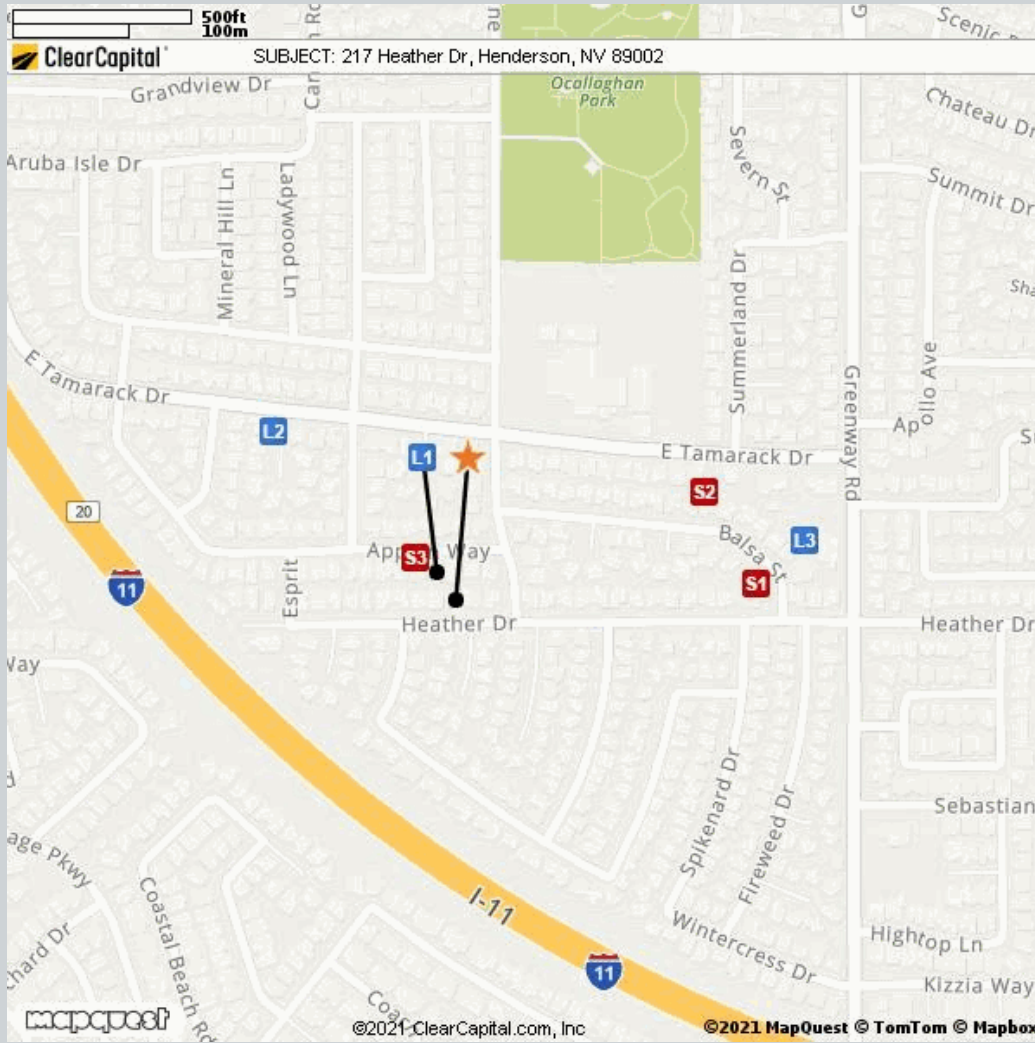 500ft
100m
ClearCapital
SUBJECT: 217 Heather Dr, Henderson, NV 89002
Scenic
Grandview Dr
Ocallaghan
Park
Chateau Dr
Aruba Isle Dr
Severn St
Summit Dr
Mineral Hill Ln
Ladywood Ln
Summerland Dr
Sha
E Tamarack Dr
Greenway Rd
Apollo Ave
Ap
S
L2
L1
E Tamarack Dr
S2
20
Balsa St
L3
S3
Way
11
S1
Esprit
Heather Dr
Heather Dr
Way
Spikenard Dr
Fireweed Dr
Sebastian
age Pkwy
Coastal Beach Rd
I-11
Wintercress Dr
Hightop Ln
chard Dr
11
Kizzia Way
mapquest
©2021 ClearCapital.com, Inc
©2021 MapQuest © TomTom © Mapbox